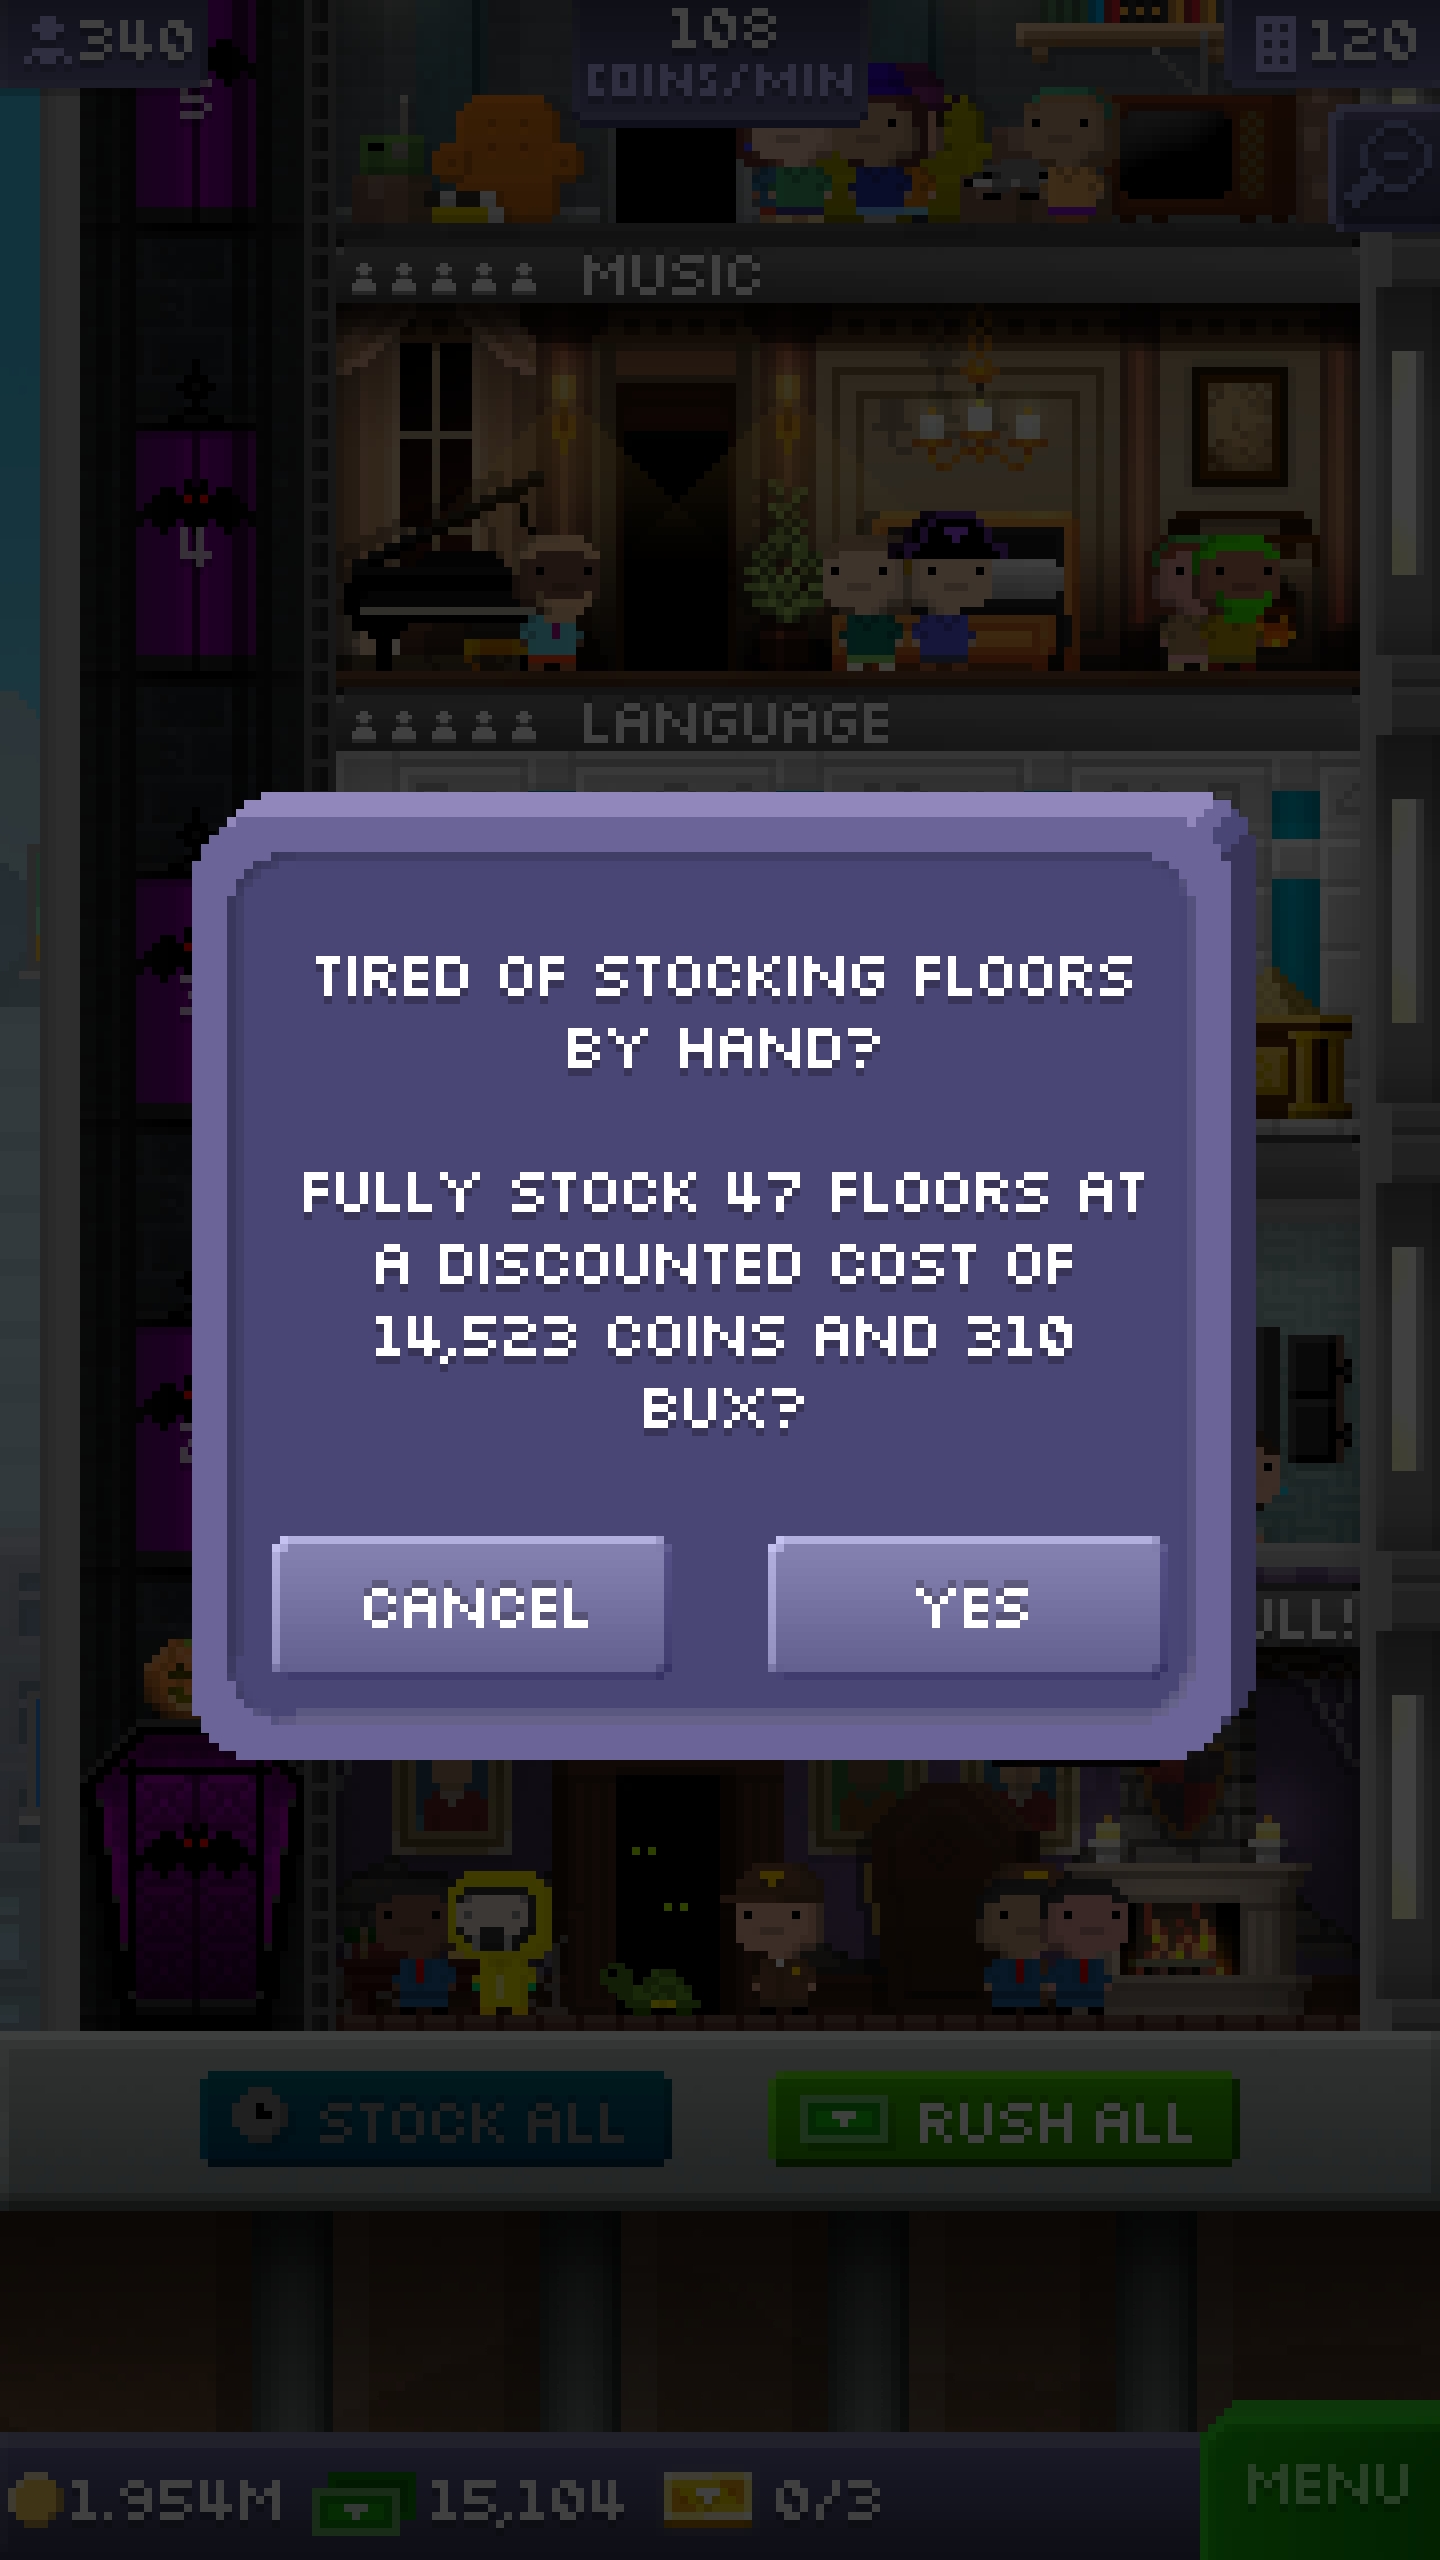 340
108
COINS/MIN
120
5
MUSIC
4
LANGUAGE
TIRED OF STOCKING FLOORS
BY HAND?
FULLY STOCK 47 FLOORS AT
A DISCOUNTED COST OF
14,523 COINS AND 310
BUX?
CANCEL
YES
STOCK ALL
RUSH ALL
1.954M
15,104
0/3
MENU